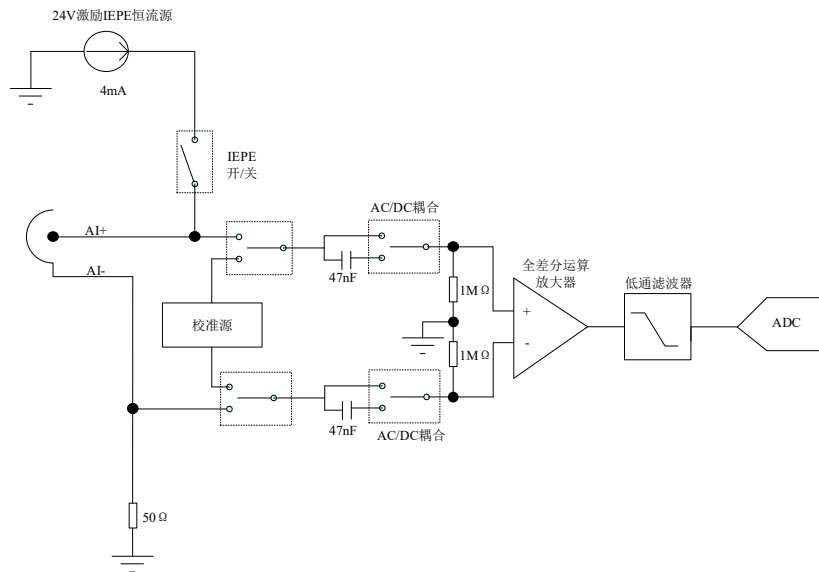 24V激励IEPE恒流源
4mA
IEPE
开/关
AI+
AC/DC耦合
AI-
47nF
全差分运算
放大器
低通滤波器
1MΩ
校准源
+
ADC
-
1MΩ
47nF
AC/DC耦合
50Ω